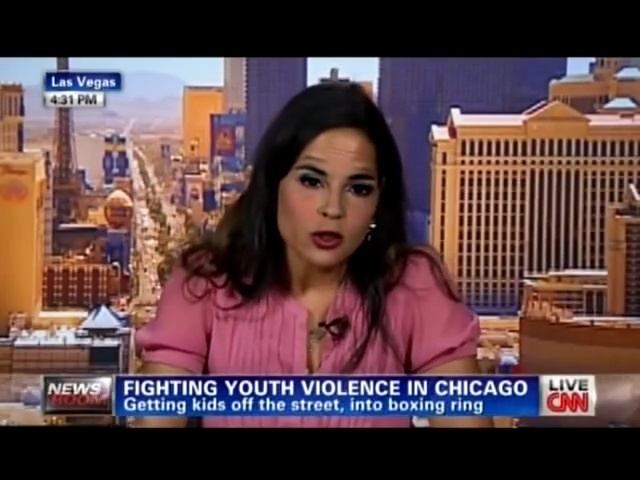 Las Vegas
4:31 PM
FIGHTING YOUTH VIOLENCE IN CHICAGO
Getting kids off the street, into boxing ring
NEWS
ROOM
LIVE
CNN